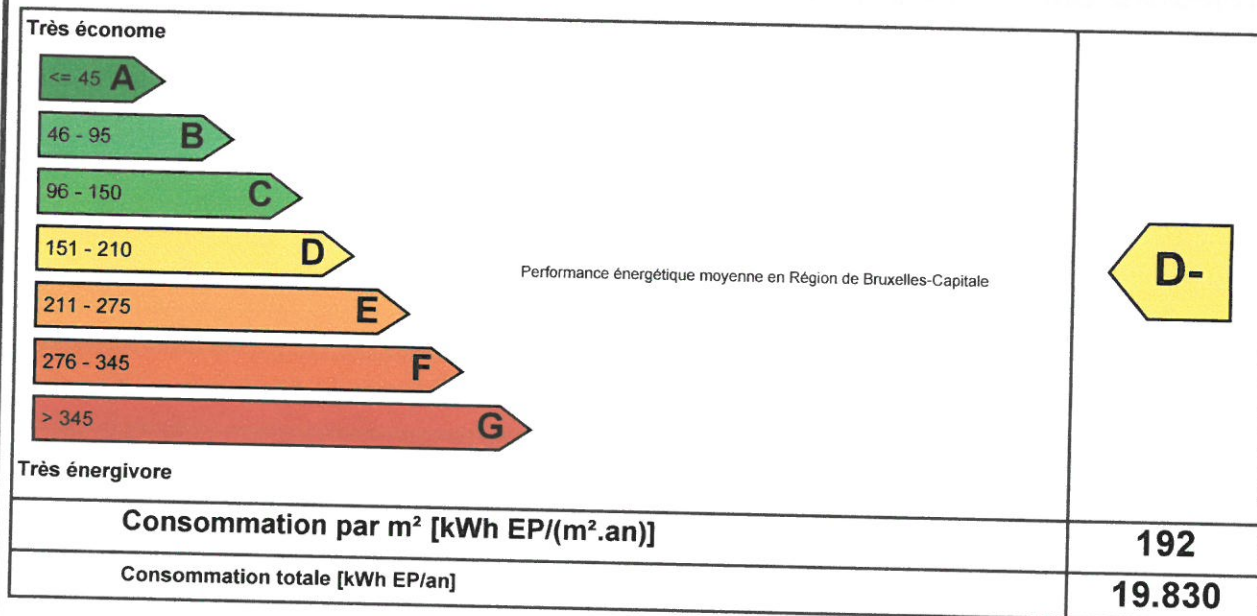 Très économe
<= 45 A
46 - 95 B
96 - 150 C
151 - 210 D
Performance énergétique moyenne en Région de Bruxelles-Capitale
D-
211 - 275 E
276 - 345 F
> 345 G
Très énergivore
Consommation par m² [kWh EP/(m².an)] 192
Consommation totale [kWh EP/an] 19.830